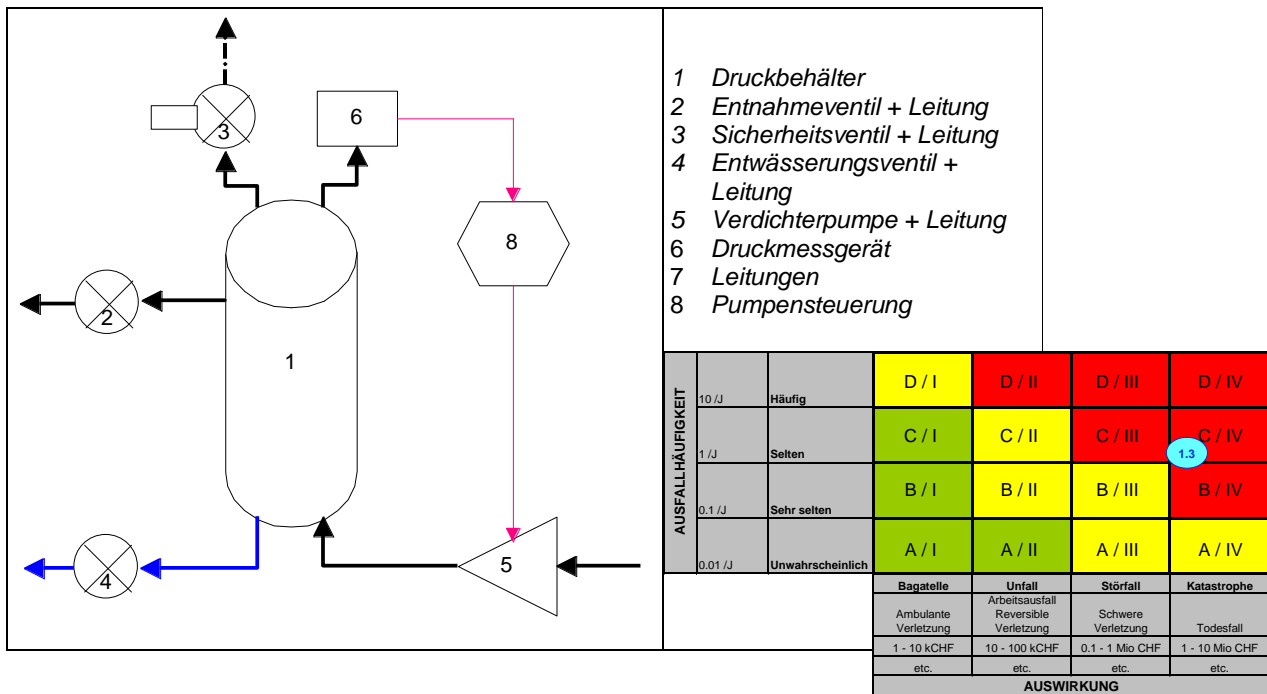 3
6
8
2
1
4
5
1 Druckbehälter
2 Entnahmeventil + Leitung
3 Sicherheitsventil + Leitung
4 Entwässerungsventil +
Leitung
5 Verdichterpumpe + Leitung
6 Druckmessgerät
7 Leitungen
8 Pumpensteuerung
AUSFALLHÄUFIGKEIT
10 /J Häufig D / I D / II D / III D / IV
1 /J Selten C / I C / II C / III C / IV
1.3
0.1 /J Sehr selten B / I B / II B / III B / IV
0.01 /J Unwahrscheinlich A / I A / II A / III A / IV
Bagatelle Unfall Störfall Katastrophe
Ambulante
Verletzung
Arbeitsausfall
Reversible
Verletzung
Schwere
Verletzung
Todesfall
1 - 10 kCHF 10 - 100 kCHF 0.1 - 1 Mio CHF 1 - 10 Mio CHF
etc. etc. etc. etc.
AUSWIRKUNG